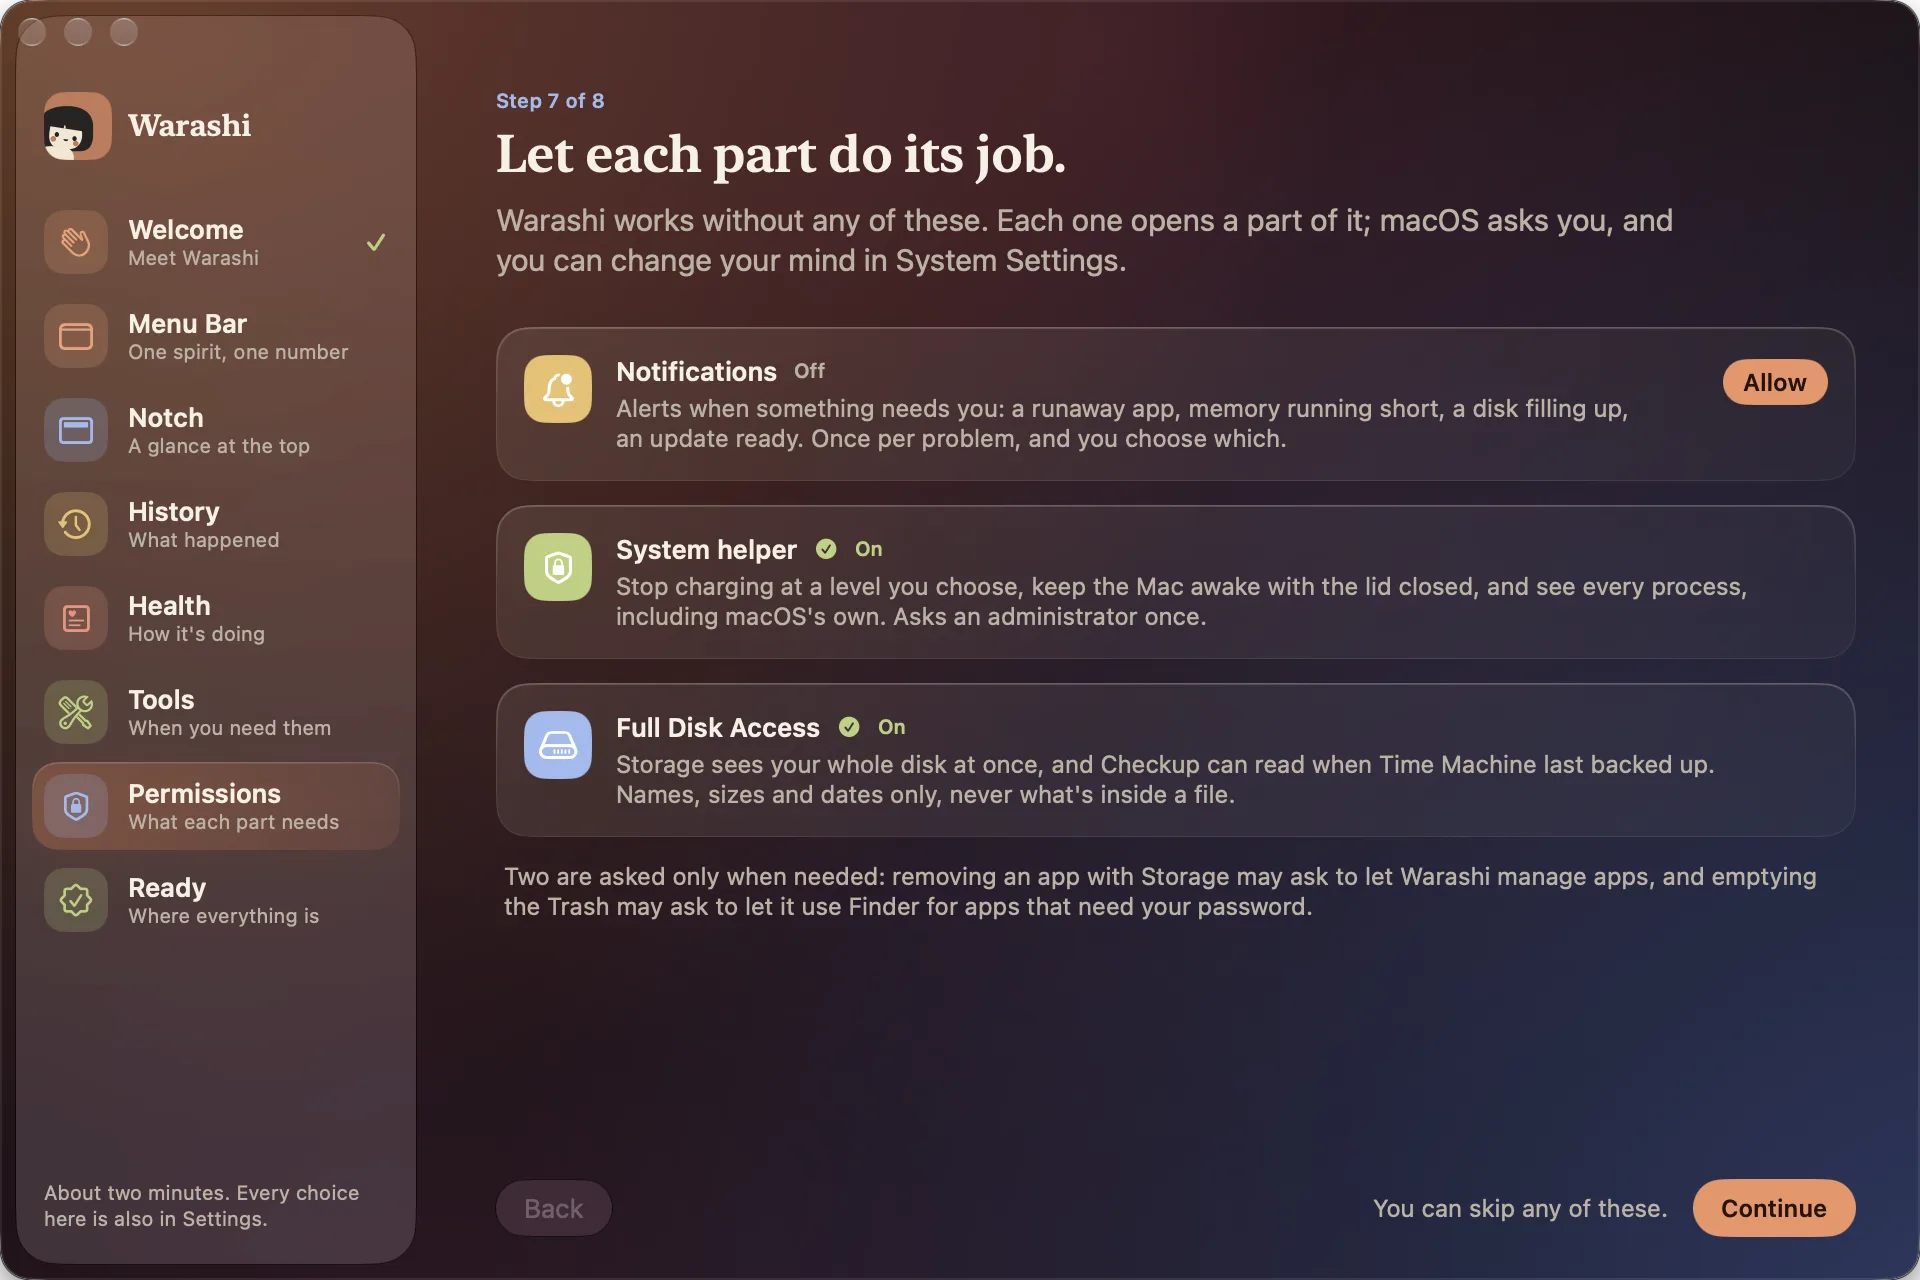 Warashi
Welcome
Meet Warashi
Menu Bar
One spirit, one number
Notch
A glance at the top
History
What happened
Health
How it's doing
Tools
When you need them
Permissions
What each part needs
Ready
Where everything is
About two minutes. Every choice
here is also in Settings.
Step 7 of 8
Let each part do its job.
Warashi works without any of these. Each one opens a part of it; macOS asks you, and
you can change your mind in System Settings.
Notifications Off
Alerts when something needs you: a runaway app, memory running short, a disk filling up,
an update ready. Once per problem, and you choose which.
Allow
System helper On
Stop charging at a level you choose, keep the Mac awake with the lid closed, and see every process,
including macOS's own. Asks an administrator once.
Full Disk Access On
Storage sees your whole disk at once, and Checkup can read when Time Machine last backed up.
Names, sizes and dates only, never what's inside a file.
Two are asked only when needed: removing an app with Storage may ask to let Warashi manage apps, and emptying
the Trash may ask to let it use Finder for apps that need your password.
Back
You can skip any of these.
Continue